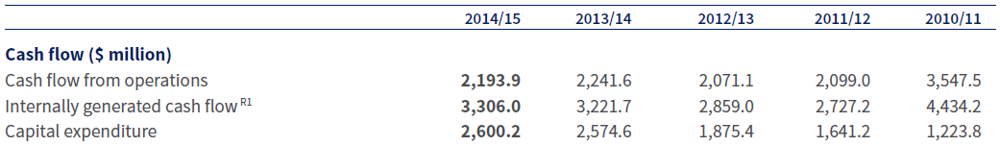 2014/15 2013/14 2012/13 2011/12 2010/11
Cash flow ($ million)
Cash flow from operations 2,193.9 2,241.6 2,071.1 2,099.0 3,547.5
Internally generated cash flow R1 3,306.0 3,221.7 2,859.0 2,727.2 4,434.2
Capital expenditure 2,600.2 2,574.6 1,875.4 1,641.2 1,223.8